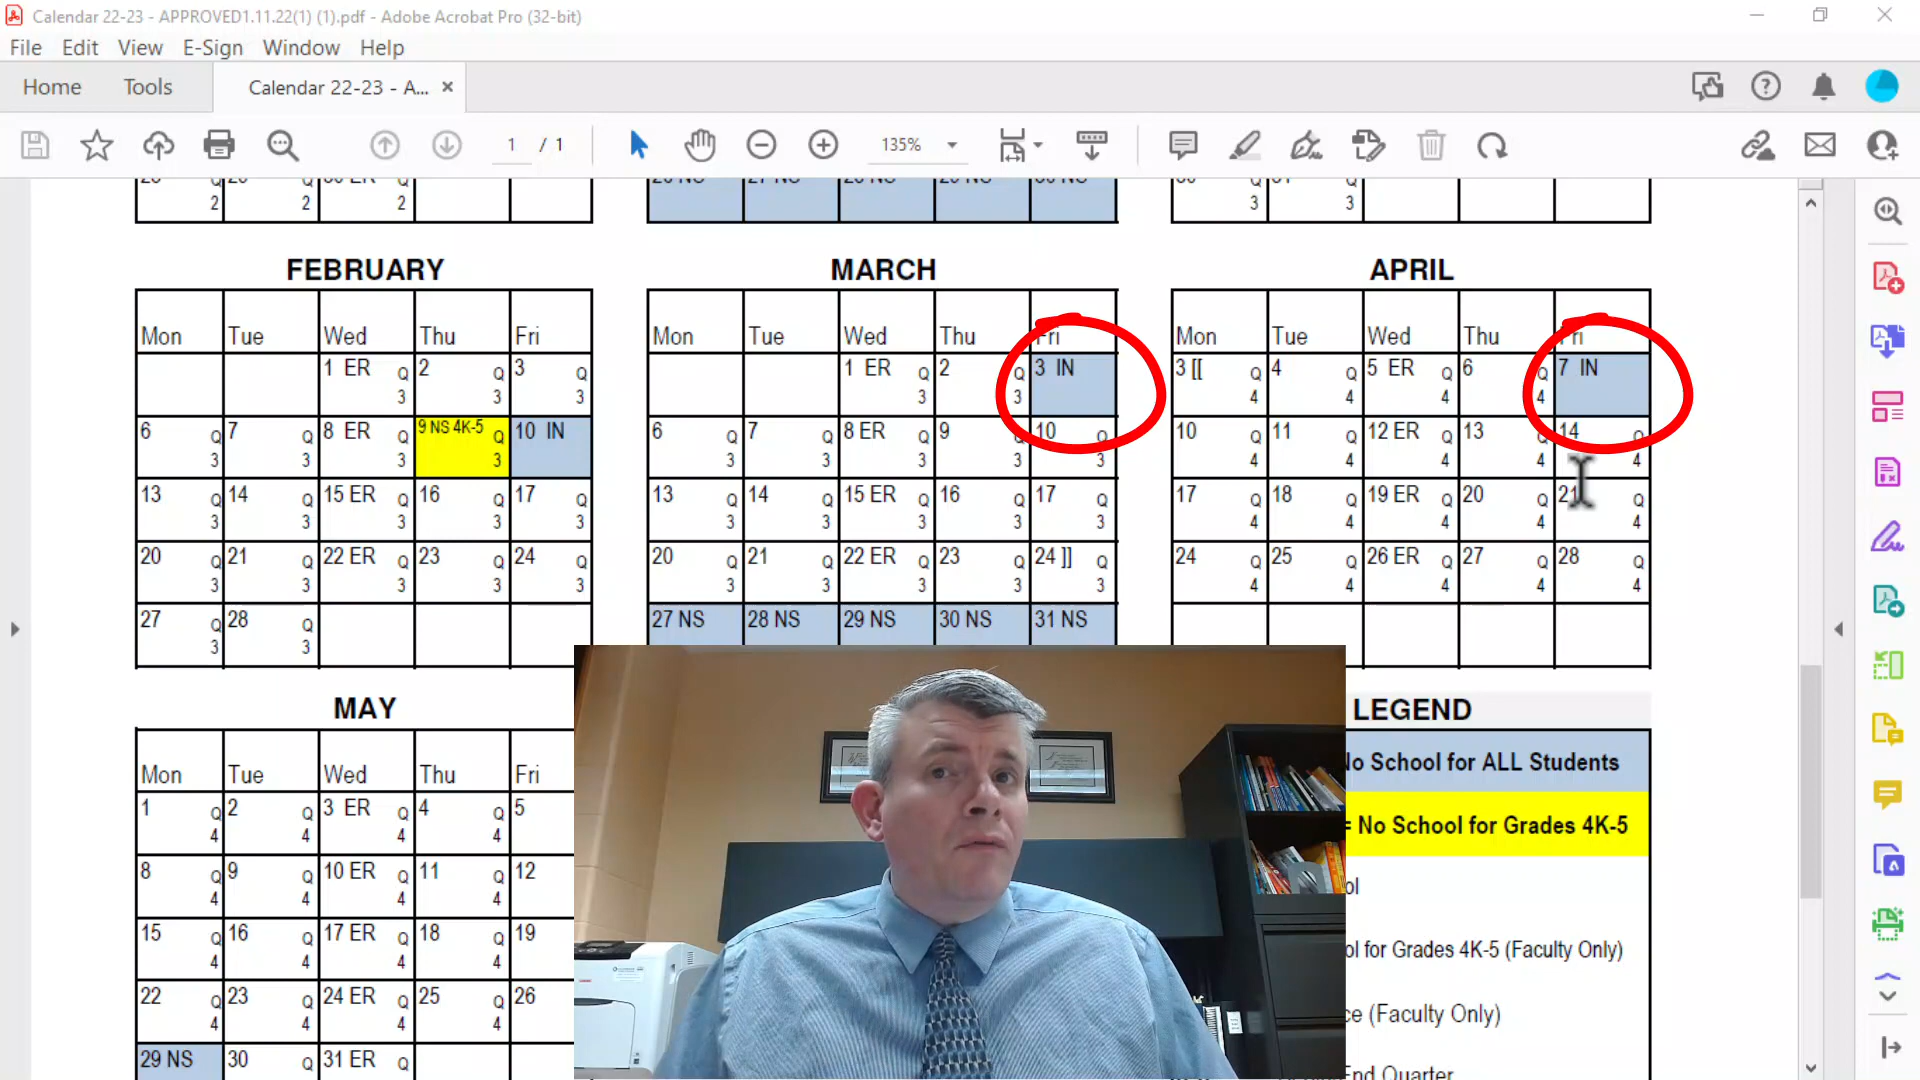 Calendar 22-23 - APPROVED1.11.22(1) (1).pdf - Adobe Acrobat Pro (32-bit)
File Edit View E-Sign Window Help
Home Tools Calendar 22-23 - A... ×
1 / 1 135%
2 2 2 3 3
FEBRUARY
Mon Tue Wed Thu Fri
1 ER Q 3 2 Q 3 3 Q 3
6 Q 3 7 Q 3 8 ER Q 3 9 NS 4K-5 Q 3 10 IN
13 Q 3 14 Q 3 15 ER Q 3 16 Q 3 17 Q 3
20 Q 3 21 Q 3 22 ER Q 3 23 Q 3 24 Q 3
27 Q 3 28 Q 3
MARCH
Mon Tue Wed Thu Fri
1 ER Q 3 2 Q 3 3 IN
6 Q 3 7 Q 3 8 ER Q 3 9 Q 3 10 Q 3
13 Q 3 14 Q 3 15 ER Q 3 16 Q 3 17 Q 3
20 Q 3 21 Q 3 22 ER Q 3 23 Q 3 24 ]] Q 3
27 NS 28 NS 29 NS 30 NS 31 NS
APRIL
Mon Tue Wed Thu Fri
3 [[ Q 4 4 Q 4 5 ER Q 4 6 Q 4 7 IN
10 Q 4 11 Q 4 12 ER Q 4 13 Q 4 14 Q 4
17 Q 4 18 Q 4 19 ER Q 4 20 Q 4 21 Q 4
24 Q 4 25 Q 4 26 ER Q 4 27 Q 4 28 Q 4
MAY
Mon Tue Wed Thu Fri
1 Q 4 2 Q 4 3 ER Q 4 4 Q 4 5
8 Q 4 9 Q 4 10 ER Q 4 11 Q 4 12
15 Q 4 16 Q 4 17 ER Q 4 18 Q 4 19
22 Q 4 23 Q 4 24 ER Q 4 25 Q 4 26
29 NS 30 Q 31 ER Q
LEGEND
No School for ALL Students
= No School for Grades 4K-5
ol
ol for Grades 4K-5 (Faculty Only)
ce (Faculty Only)
End Quarter